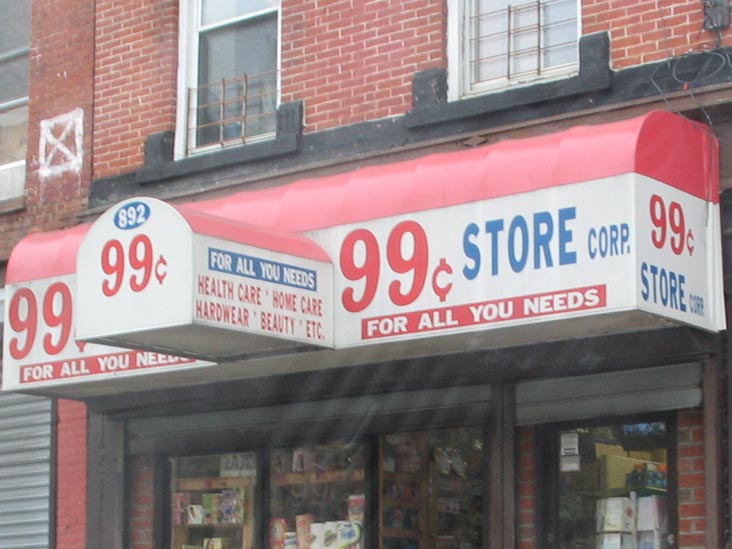 892
99¢
FOR ALL YOU NEEDS
HEALTH CARE * HOME CARE
HARDWEAR * BEAUTY * ETC.
99
FOR ALL YOU NEEDS
99¢ STORE CORP.
FOR ALL YOU NEEDS
99¢
STORE CORP.